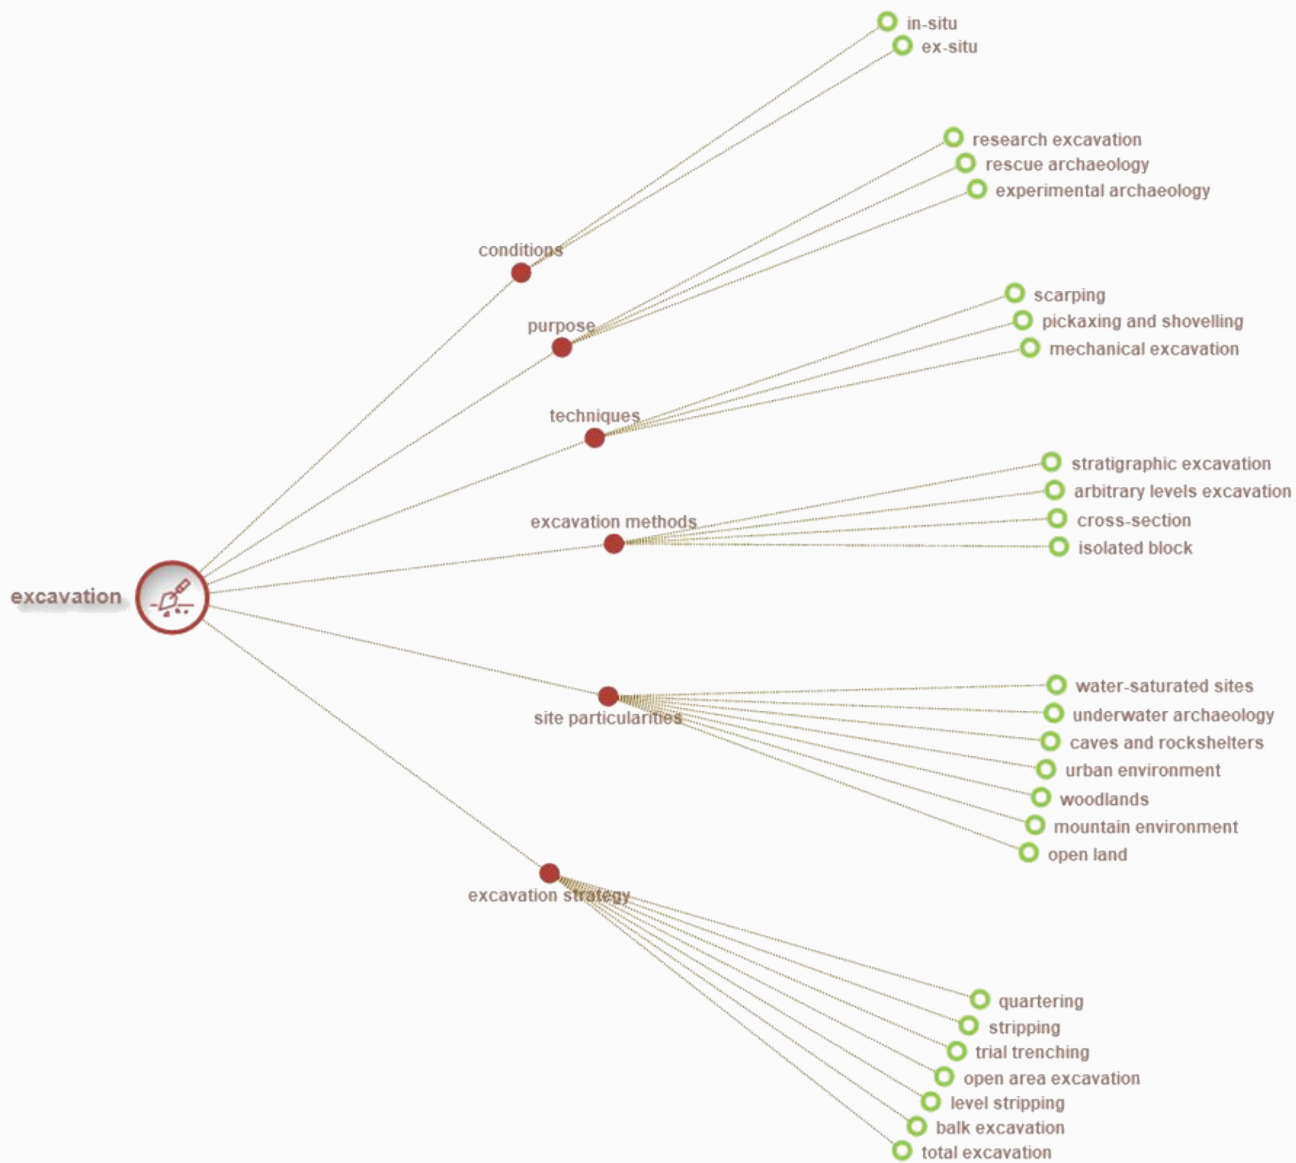 in-situ
ex-situ
research excavation
rescue archaeology
experimental archaeology
conditions
scarping
pickaxing and shovelling
purpose
mechanical excavation
techniques
stratigraphic excavation
arbitrary levels excavation
cross-section
excavation methods
isolated block
excavation
water-saturated sites
underwater archaeology
site particularities
caves and rockshelters
urban environment
woodlands
mountain environment
open land
excavation strategy
quartering
stripping
trial trenching
open area excavation
level stripping
balk excavation
total excavation